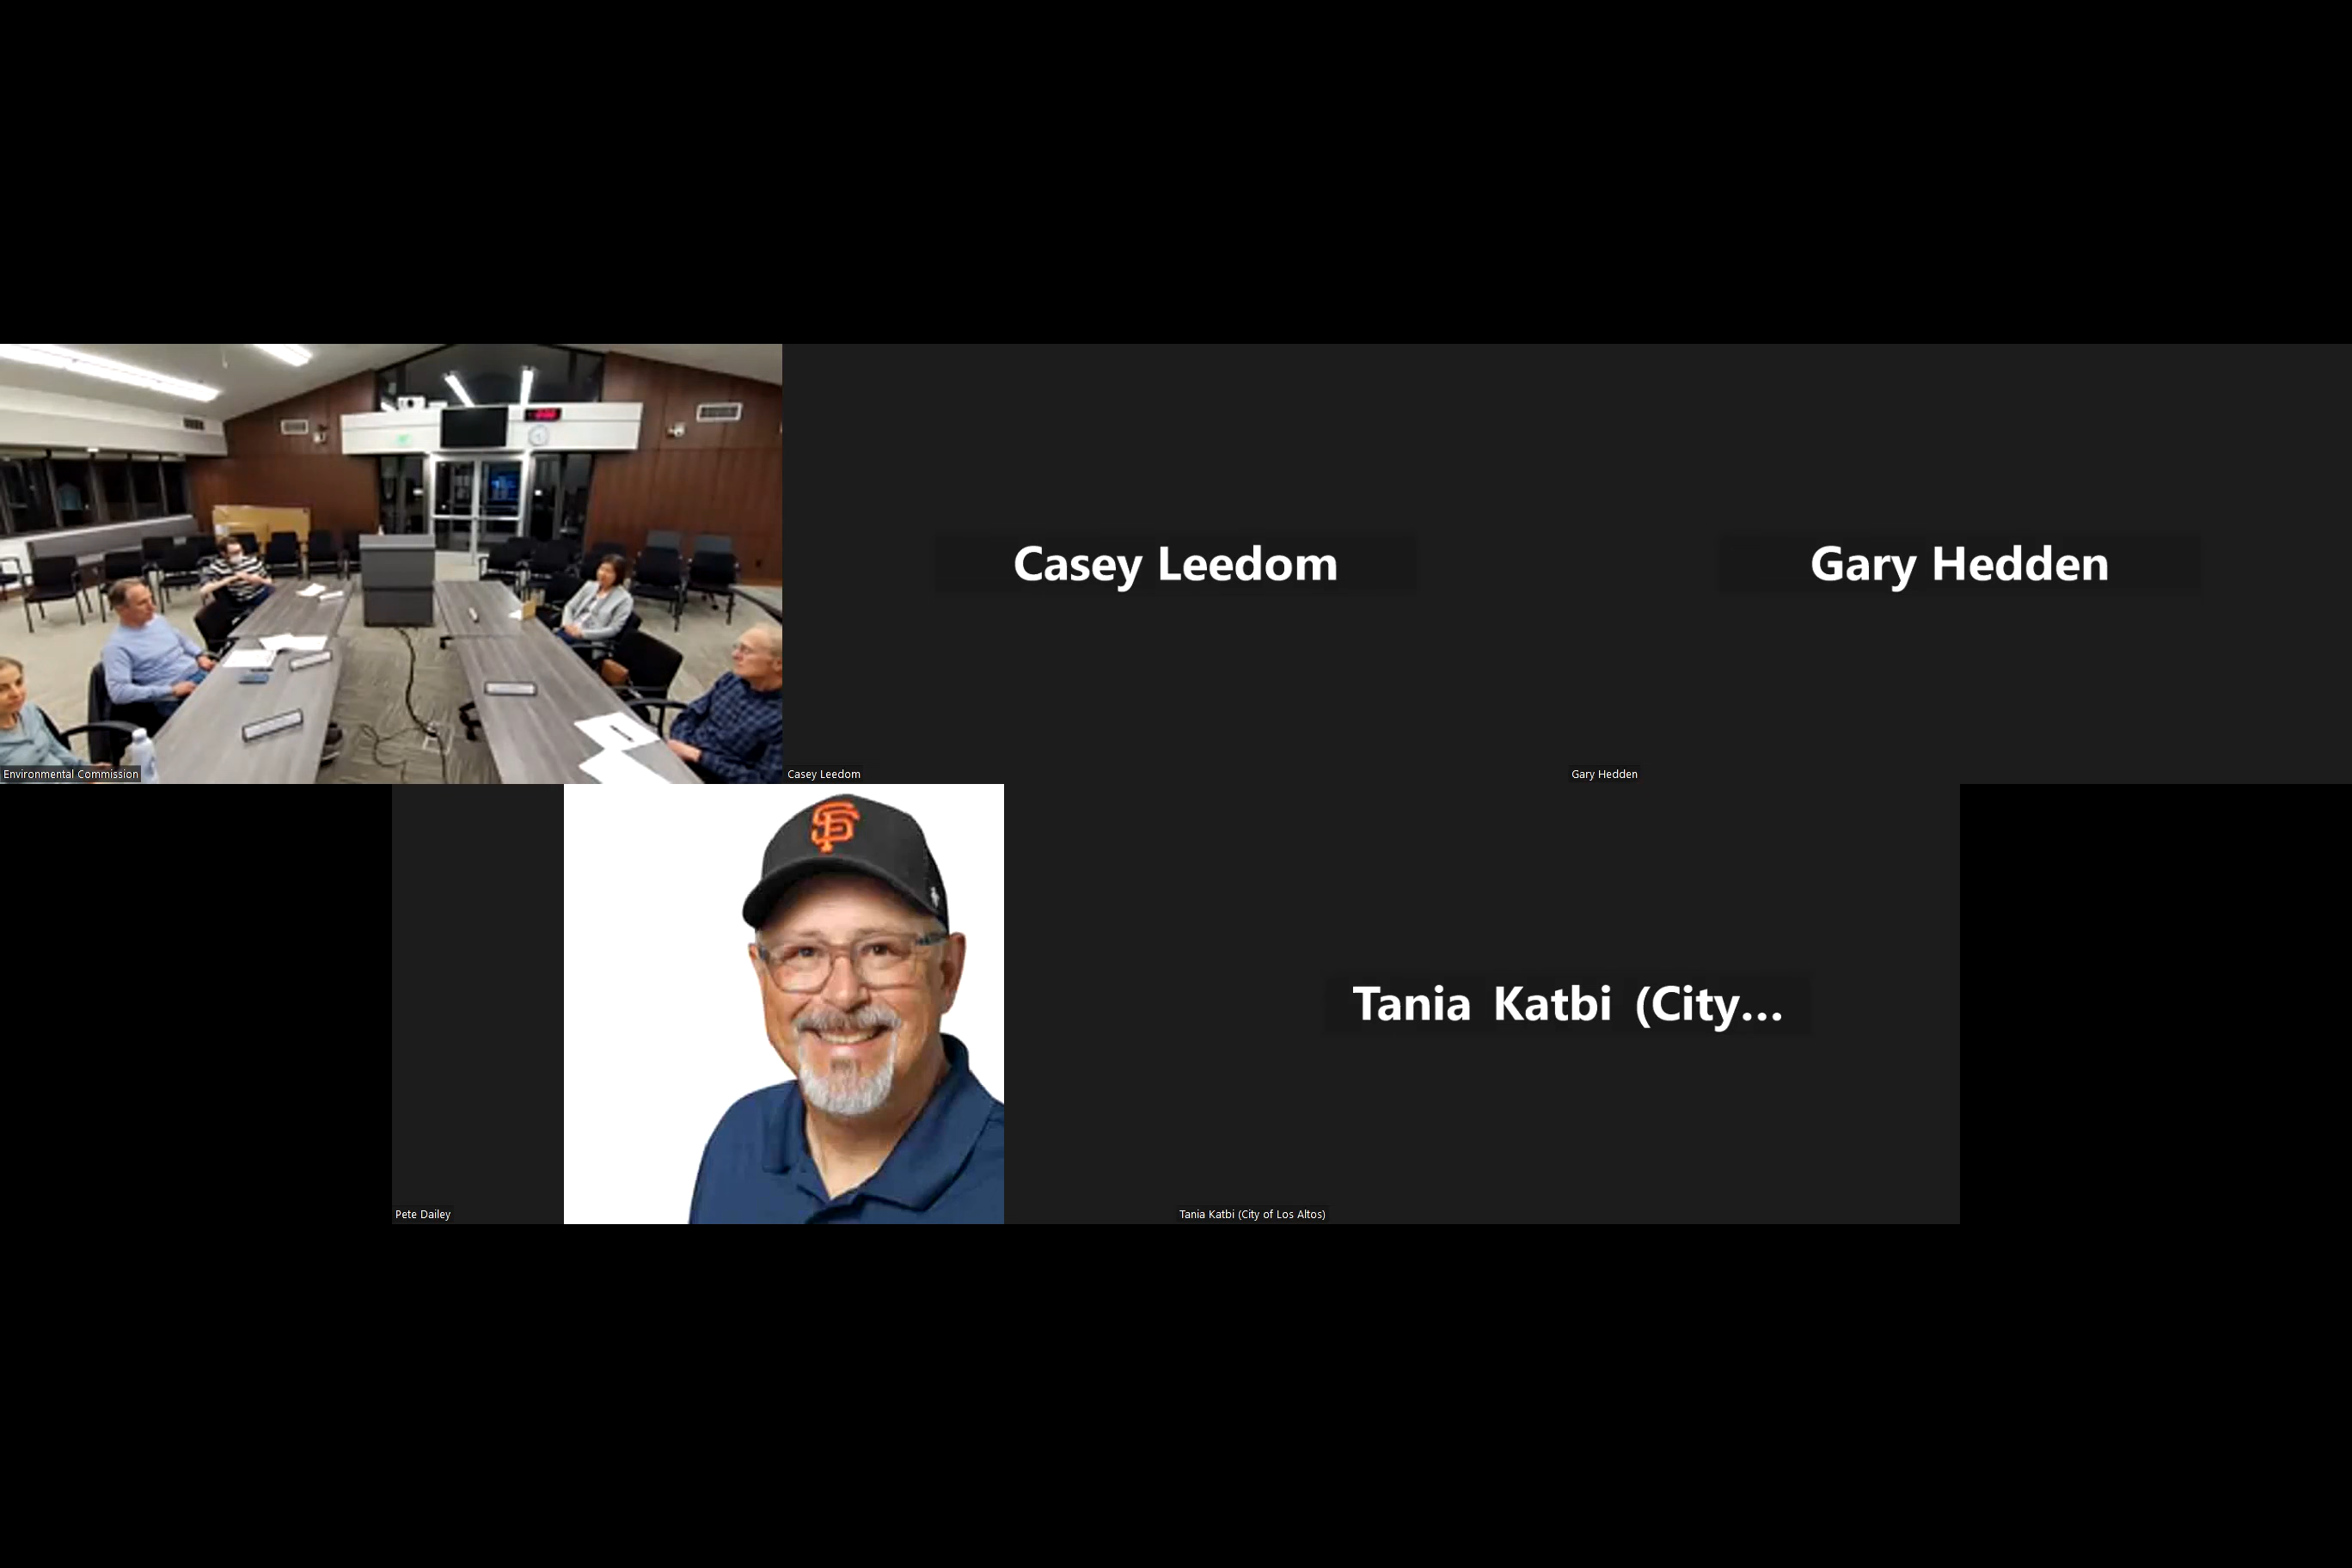 Environmental Commission
Casey Leedom
Casey Leedom
Gary Hedden
Gary Hedden
SF
Pete Dailey
Tania Katbi (City...
Tania Katbi (City of Los Altos)